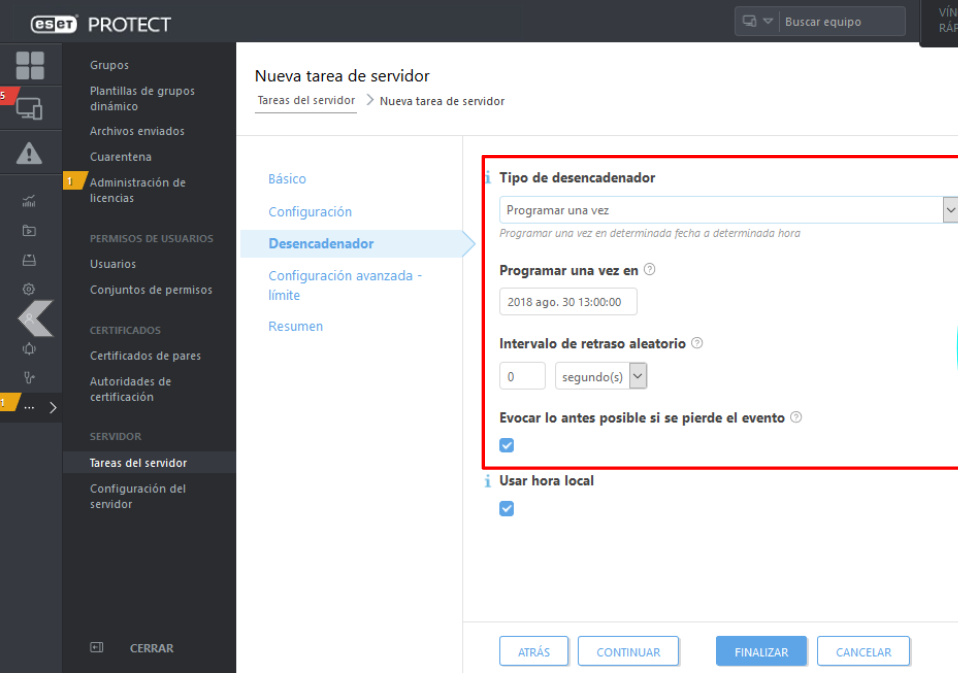 eset PROTECT
Buscar equipo
VÍN
RÁP
5
Grupos
Plantillas de grupos
dinámico
Archivos enviados
Cuarentena
1
Administración de
licencias
PERMISOS DE USUARIOS
Usuarios
Conjuntos de permisos
CERTIFICADOS
Certificados de pares
Autoridades de
certificación
1
...
SERVIDOR
Tareas del servidor
Configuración del
servidor
CERRAR
Nueva tarea de servidor
Tareas del servidor > Nueva tarea de servidor
Básico
Configuración
Desencadenador
Configuración avanzada -
límite
Resumen
Tipo de desencadenador
Programar una vez
Programar una vez en determinada fecha a determinada hora
Programar una vez en
2018 ago. 30 13:00:00
Intervalo de retraso aleatorio
0 segundo(s)
Evocar lo antes posible si se pierde el evento
Usar hora local
ATRÁS CONTINUAR FINALIZAR CANCELAR